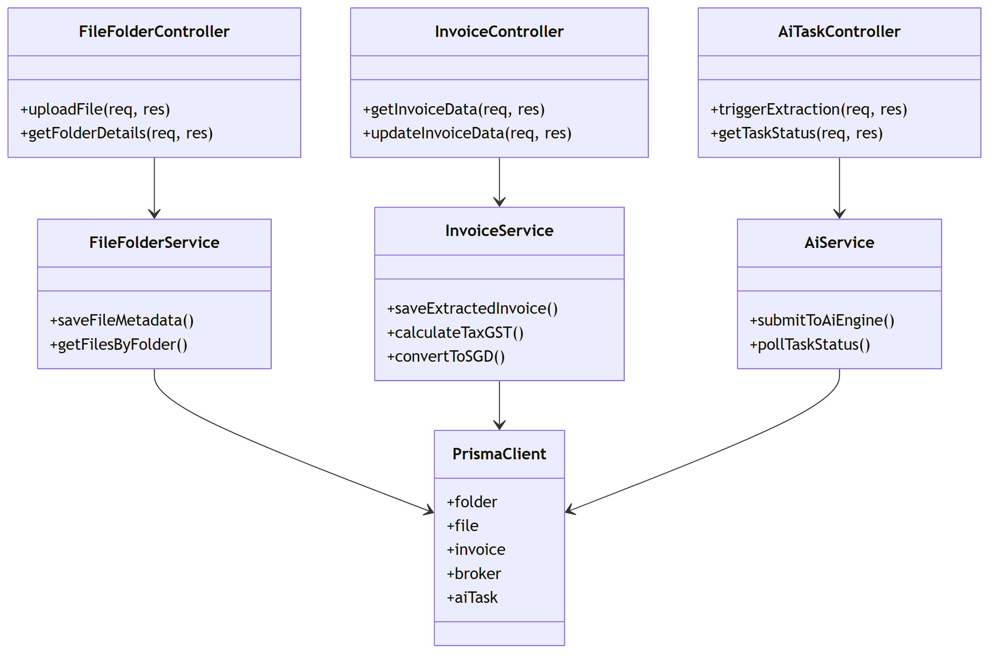 FileFolderController
+uploadFile(req, res)
+getFolderDetails(req, res)
InvoiceController
+getInvoiceData(req, res)
+updateInvoiceData(req, res)
AiTaskController
+triggerExtraction(req, res)
+getTaskStatus(req, res)
FileFolderService
+saveFileMetadata()
+getFilesByFolder()
InvoiceService
+saveExtractedInvoice()
+calculateTaxGST()
+convertToSGD()
AiService
+submitToAiEngine()
+pollTaskStatus()
PrismaClient
+folder
+file
+invoice
+broker
+aiTask